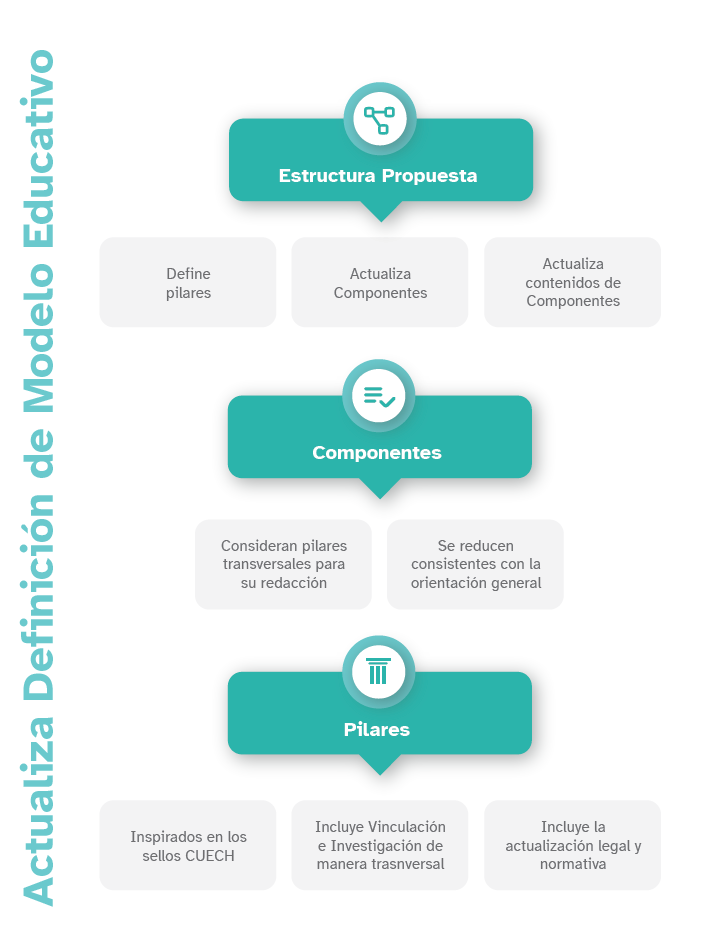 Actualiza Definición de Modelo Educativo
Estructura Propuesta
Define
pilares
Actualiza
Componentes
Actualiza
contenidos de
Componentes
Componentes
Consideran pilares
transversales para
su redacción
Se reducen
consistentes con la
orientación general
Pilares
Inspirados en los
sellos CUECH
Incluye Vinculación
e Investigación de
manera trasnversal
Incluye la
actualización legal y
normativa